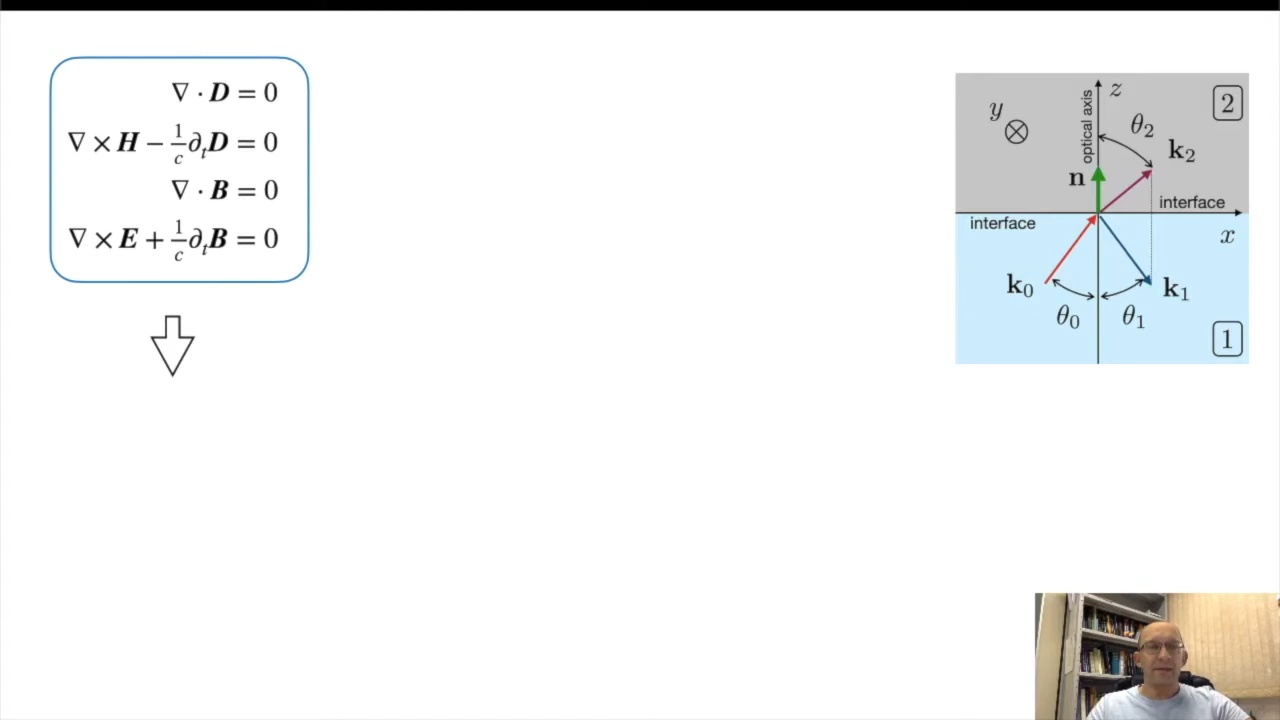 ∇ · D = 0
∇ × H − 1/c ∂ₜD = 0
∇ · B = 0
∇ × E + 1/c ∂ₜB = 0
z
2
y
optical axis
θ₂
k₂
n
interface
interface
x
k₀
k₁
θ₀
θ₁
1